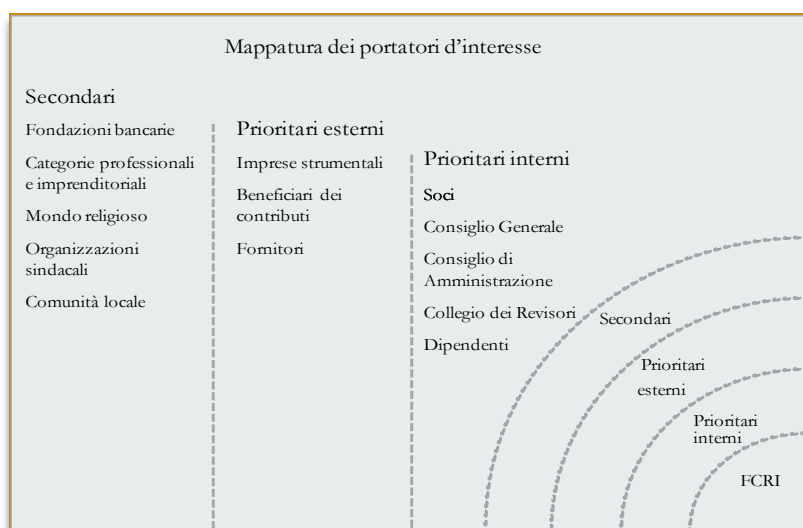 Mappatura dei portatori d'interesse
Secondari
Fondazioni bancarie
Categorie professionali
e imprenditoriali
Mondo religioso
Organizzazioni
sindacali
Comunità locale
Prioritari esterni
Imprese strumentali
Beneficiari dei
contributi
Fornitori
Prioritari interni
Soci
Consiglio Generale
Consiglio di
Amministrazione
Collegio dei Revisori
Dipendenti
Secondari
Prioritari
esterni
Prioritari
interni
FCRI